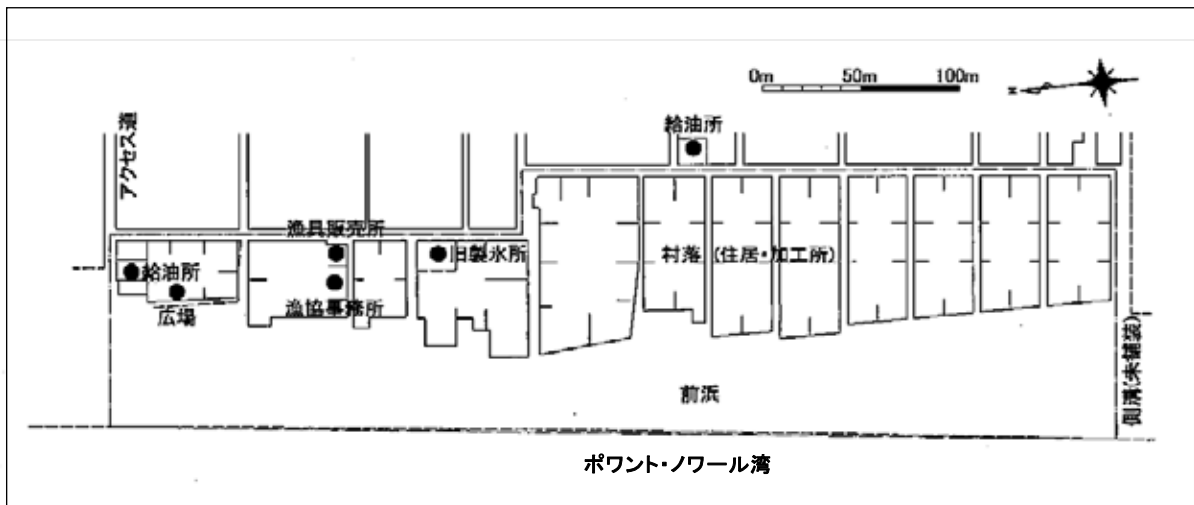 0m 50m 100m
N
アクセス道
給油所
漁具販売所
給油所
旧製氷所
村落 (住居・加工所)
広場
漁協事務所
前浜
側溝(未舗装)
ポワント・ノワール湾